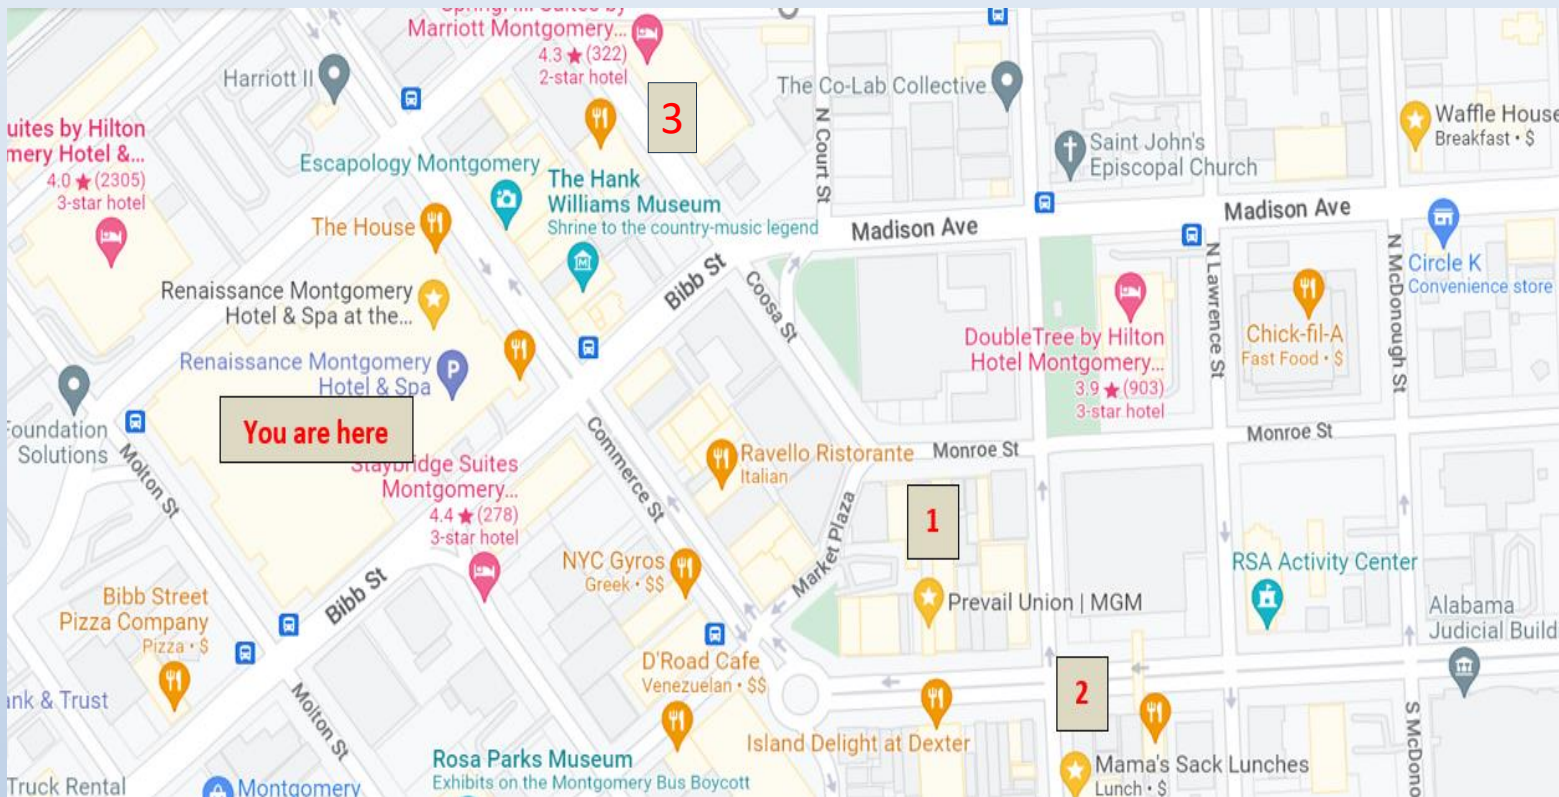 Marriott Montgomery...
4.3 ★ (322)
2-star hotel
3
Harriott II
The Co-Lab Collective
N Court St
Waffle House
Breakfast • $
uites by Hilton
mery Hotel &...
4.0 ★ (2305)
3-star hotel
Escapology Montgomery
The Hank
Williams Museum
Shrine to the country-music legend
Saint John's
Episcopal Church
The House
Madison Ave
Madison Ave
Bibb St
Coosa St
N Lawrence St
N McDonough St
Circle K
Convenience store
Renaissance Montgomery
Hotel & Spa at the...
Renaissance Montgomery
Hotel & Spa
P
DoubleTree by Hilton
Hotel Montgomery...
3.9 ★ (903)
3-star hotel
Chick-fil-A
Fast Food • $
You are here
Foundation
Solutions
Molton St
Staybridge Suites
Montgomery...
4.4 ★ (278)
3-star hotel
Commerce St
Ravello Ristorante
Italian
Monroe St
Monroe St
1
Market Plaza
NYC Gyros
Greek • $$
Prevail Union | MGM
RSA Activity Center
Alabama
Judicial Build
Bibb Street
Pizza Company
Pizza • $
Bibb St
D'Road Cafe
Venezuelan • $$
2
ank & Trust
Molton St
Island Delight at Dexter
S McDono
Rosa Parks Museum
Exhibits on the Montgomery Bus Boycott
Mama's Sack Lunches
Lunch • $
Truck Rental
Montgomery